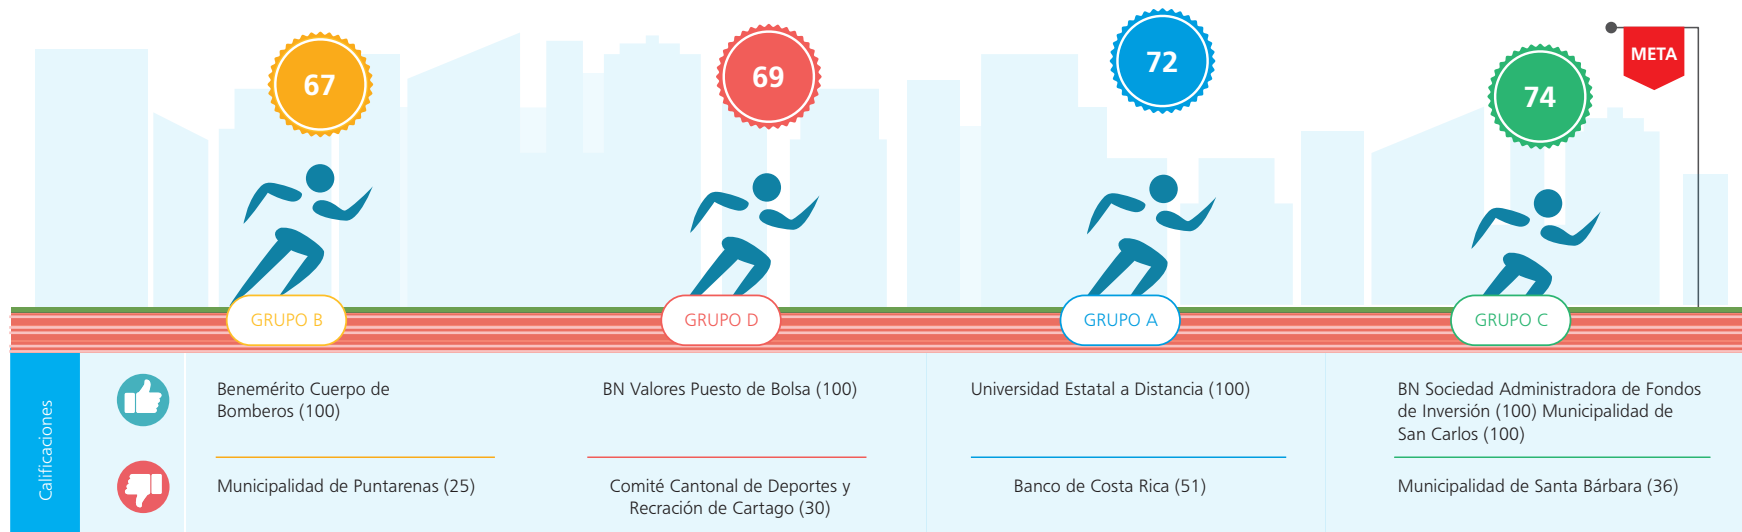 67
69
72
74
META
GRUPO B
GRUPO D
GRUPO A
GRUPO C
Calificaciones
Benemérito Cuerpo de
Bomberos (100)
BN Valores Puesto de Bolsa (100)
Universidad Estatal a Distancia (100)
BN Sociedad Administradora de Fondos
de Inversión (100) Municipalidad de
San Carlos (100)
Municipalidad de Puntarenas (25)
Comité Cantonal de Deportes y
Recración de Cartago (30)
Banco de Costa Rica (51)
Municipalidad de Santa Bárbara (36)